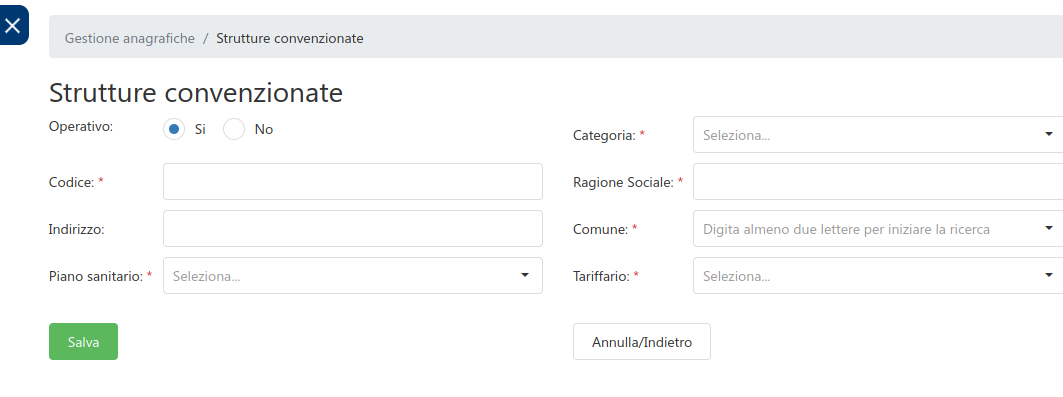 Gestione anagrafiche / Strutture convenzionate
Strutture convenzionate
Operativo: Si No
Categoria: * Seleziona...
Codice: *
Ragione Sociale: *
Indirizzo:
Comune: * Digita almeno due lettere per iniziare la ricerca
Piano sanitario: * Seleziona...
Tariffario: * Seleziona...
Salva
Annulla/Indietro